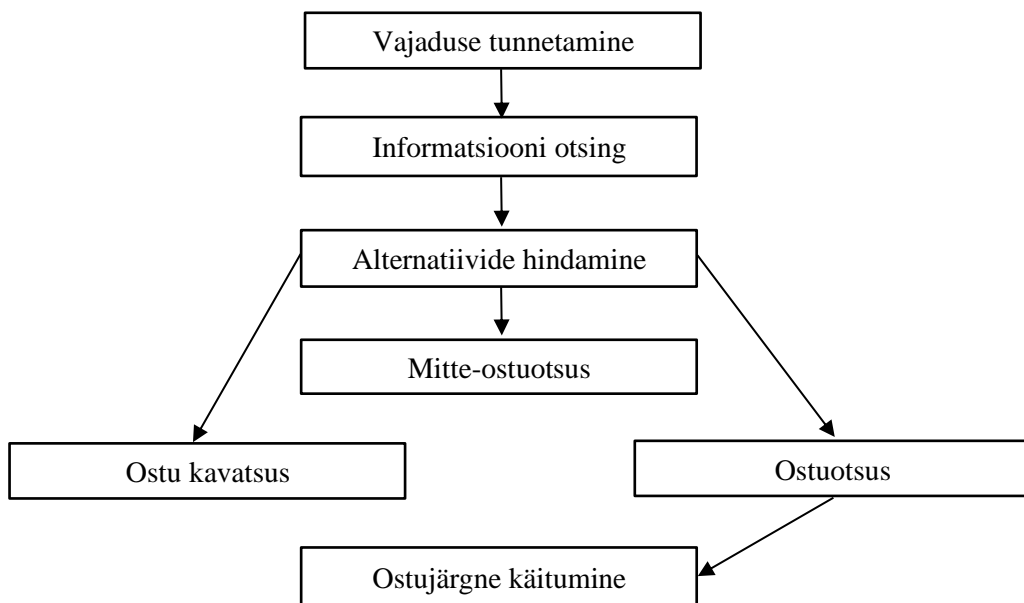 Vajaduse tunnetamine
Informatsiooni otsing
Alternatiivide hindamine
Mitte-ostuotsus
Ostu kavatsus
Ostuotsus
Ostujärgne käitumine